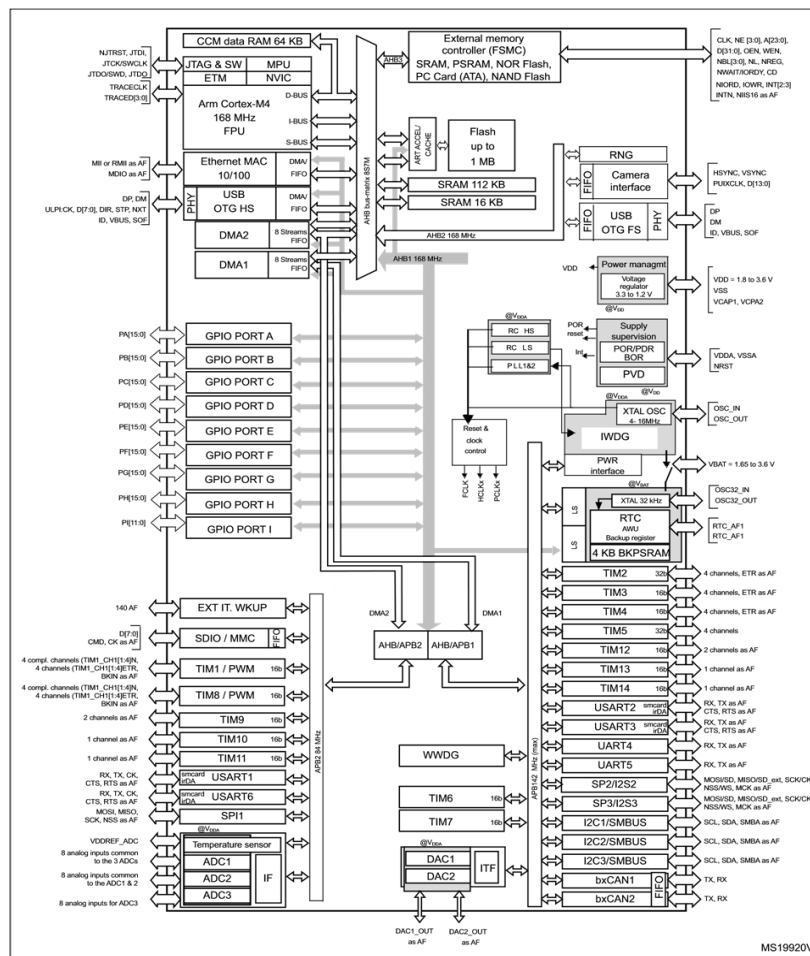 CCM data RAM 64 KB
External memory
controller (FSMC)
SRAM, PSRAM, NOR Flash,
PC Card (ATA), NAND Flash
CLK, NE [3:0], A[23:0],
D[31:0], OEN, WEN,
NBL[3:0], NL, NREG,
NWAIT/IORDY, CD
NIORD, IOWR, INT[2:3]
INTN, NIIS16 as AF
NJTRST, JTDI,
JTCK/SWCLK
JTDO/SWD, JTDO
TRACECLK
TRACED[3:0]
JTAG & SW
MPU
ETM
NVIC
Arm Cortex-M4
168 MHz
FPU
D-BUS
I-BUS
S-BUS
AHB3
AHB bus-matrix 8S7M
ART ACCEL/
CACHE
Flash
up to
1 MB
SRAM 112 KB
SRAM 16 KB
AHB2 168 MHz
AHB1 168 MHz
MII or RMII as AF
MDIO as AF
Ethernet MAC
10/100
DMA/
FIFO
DP, DM
ULPI:CK, D[7:0], DIR, STP, NXT
ID, VBUS, SOF
PHY
USB
OTG HS
DMA/
FIFO
DMA2
8 Streams
FIFO
DMA1
8 Streams
FIFO
RNG
FIFO
Camera
interface
HSYNC, VSYNC
PUIXCLK, D[13:0]
FIFO
USB
OTG FS
PHY
DP
DM
ID, VBUS, SOF
VDD
Power managmt
Voltage
regulator
3.3 to 1.2 V
@VDD
VDD = 1.8 to 3.6 V
VSS
VCAP1, VCPA2
@VDDA
RC HS
RC LS
PLL1&2
POR
reset
Int
Supply
supervision
POR/PDR
BOR
PVD
@VDDA
@VDD
VDDA, VSSA
NRST
XTAL OSC
4- 16MHz
IWDG
OSC_IN
OSC_OUT
Reset &
clock
control
FCLK
HCLKx
PCLKx
PWR
interface
VBAT = 1.65 to 3.6 V
@VBAT
LS
LS
XTAL 32 kHz
RTC
AWU
Backup register
4 KB BKPSRAM
OSC32_IN
OSC32_OUT
RTC_AF1
RTC_AF1
PA[15:0]
GPIO PORT A
PB[15:0]
GPIO PORT B
PC[15:0]
GPIO PORT C
PD[15:0]
GPIO PORT D
PE[15:0]
GPIO PORT E
PF[15:0]
GPIO PORT F
PG[15:0]
GPIO PORT G
PH[15:0]
GPIO PORT H
PI[11:0]
GPIO PORT I
DMA2
DMA1
AHB/APB2
AHB/APB1
140 AF
EXT IT. WKUP
D[7:0]
CMD, CK as AF
SDIO / MMC
FIFO
4 compl. channels (TIM1_CH1[1:4]N,
4 channels (TIM1_CH1[1:4]ETR,
BKIN as AF
TIM1 / PWM
16b
4 compl. channels (TIM1_CH1[1:4]N,
4 channels (TIM1_CH1[1:4]ETR,
BKIN as AF
TIM8 / PWM
16b
2 channels as AF
TIM9
16b
1 channel as AF
TIM10
16b
1 channel as AF
TIM11
16b
RX, TX, CK,
CTS, RTS as AF
smcard
irDA
USART1
RX, TX, CK,
CTS, RTS as AF
smcard
irDA
USART6
MOSI, MISO,
SCK, NSS as AF
SPI1
APB2 84 MHz
@VDDA
VDDREF_ADC
Temperature sensor
8 analog inputs common
to the 3 ADCs
ADC1
8 analog inputs common
to the ADC1 & 2
ADC2
8 analog inputs for ADC3
ADC3
IF
WWDG
TIM6
16b
TIM7
16b
@VDDA
DAC1
DAC2
ITF
DAC1_OUT
as AF
DAC2_OUT
as AF
APB142 MHz (max)
TIM2
32b
4 channels, ETR as AF
TIM3
16b
4 channels, ETR as AF
TIM4
16b
4 channels, ETR as AF
TIM5
32b
4 channels
TIM12
16b
2 channels as AF
TIM13
16b
1 channel as AF
TIM14
16b
1 channel as AF
USART2
smcard
irDA
RX, TX as AF
CTS, RTS as AF
USART3
smcard
irDA
RX, TX as AF
CTS, RTS as AF
UART4
RX, TX as AF
UART5
RX, TX as AF
SP2/I2S2
MOSI/SD, MISO/SD_ext, SCK/CK
NSS/WS, MCK as AF
SP3/I2S3
MOSI/SD, MISO/SD_ext, SCK/CK
NSS/WS, MCK as AF
I2C1/SMBUS
SCL, SDA, SMBA as AF
I2C2/SMBUS
SCL, SDA, SMBA as AF
I2C3/SMBUS
SCL, SDA, SMBA as AF
bxCAN1
FIFO
TX, RX
bxCAN2
TX, RX
MS19920V